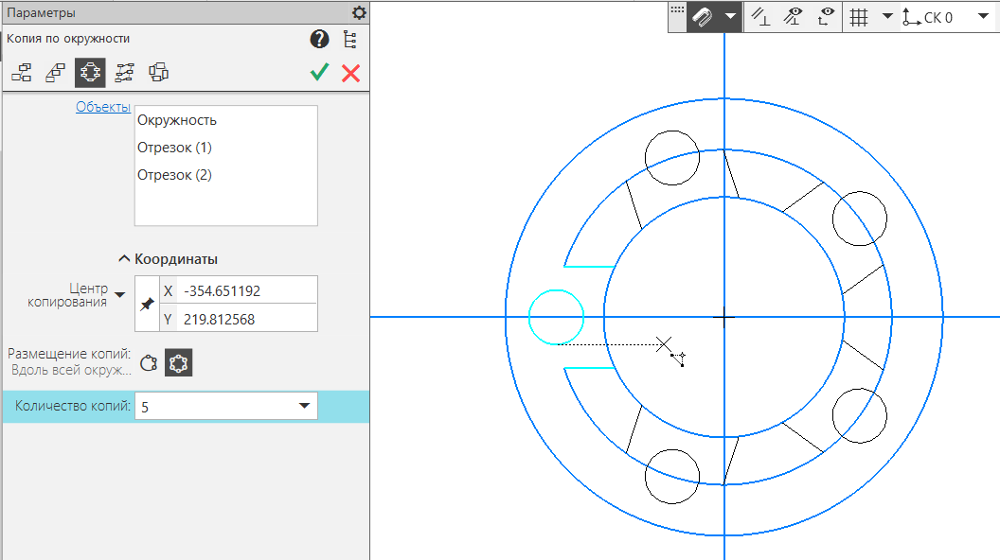 Параметры
Копия по окружности
?
Объекты
Окружность
Отрезок (1)
Отрезок (2)
Координаты
Центр
копирования
X -354.651192
Y 219.812568
Размещение копий:
Вдоль всей окруж...
Количество копий: 5
СК 0